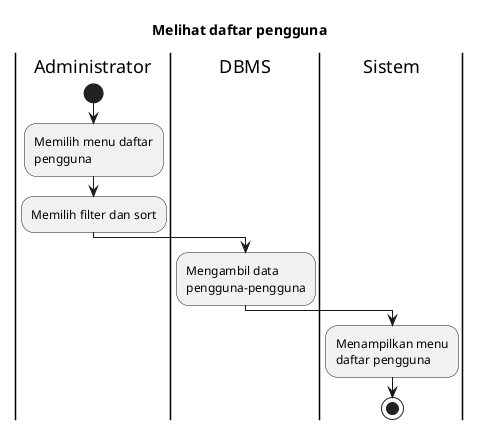 Melihat daftar pengguna
Administrator
DBMS
Sistem
Memilih menu daftar
pengguna
Memilih filter dan sort
Mengambil data
pengguna-pengguna
Menampilkan menu
daftar pengguna